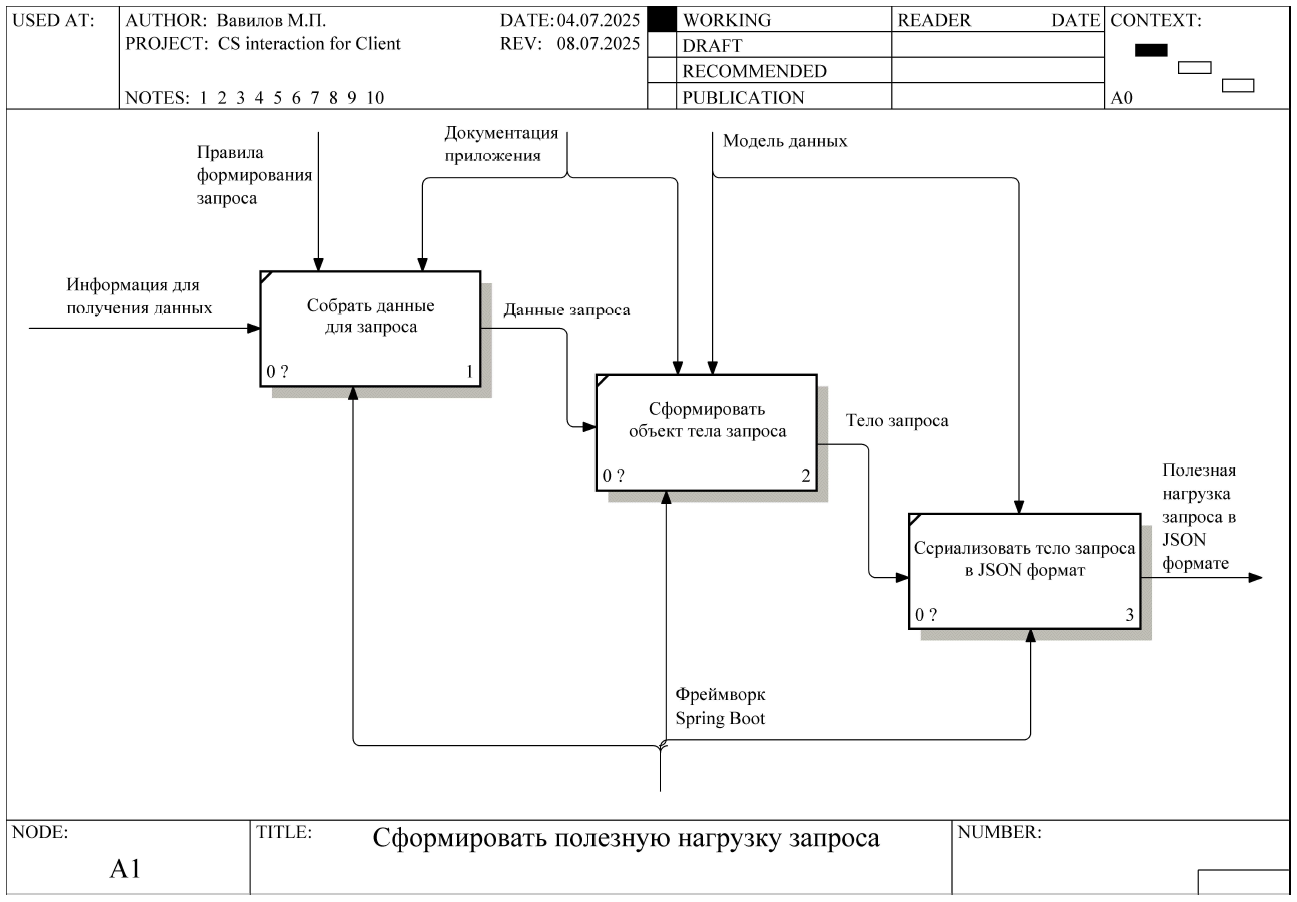 USED AT:
AUTHOR: Вавилов М.П.
DATE: 04.07.2025
PROJECT: CS interaction for Client
REV: 08.07.2025
NOTES: 1 2 3 4 5 6 7 8 9 10
WORKING
DRAFT
RECOMMENDED
PUBLICATION
READER DATE
CONTEXT:
A0
Правила
формирования
запроса
Документация
приложения
Модель данных
Информация для
получения данных
Собрать данные
для запроса
0 ? 1
Данные запроса
Сформировать
объект тела запроса
0 ? 2
Тело запроса
Сериализовать тело запроса
в JSON формат
0 ? 3
Полезная
нагрузка
запроса в
JSON
формате
Фреймворк
Spring Boot
NODE:
A1
TITLE:
Сформировать полезную нагрузку запроса
NUMBER: